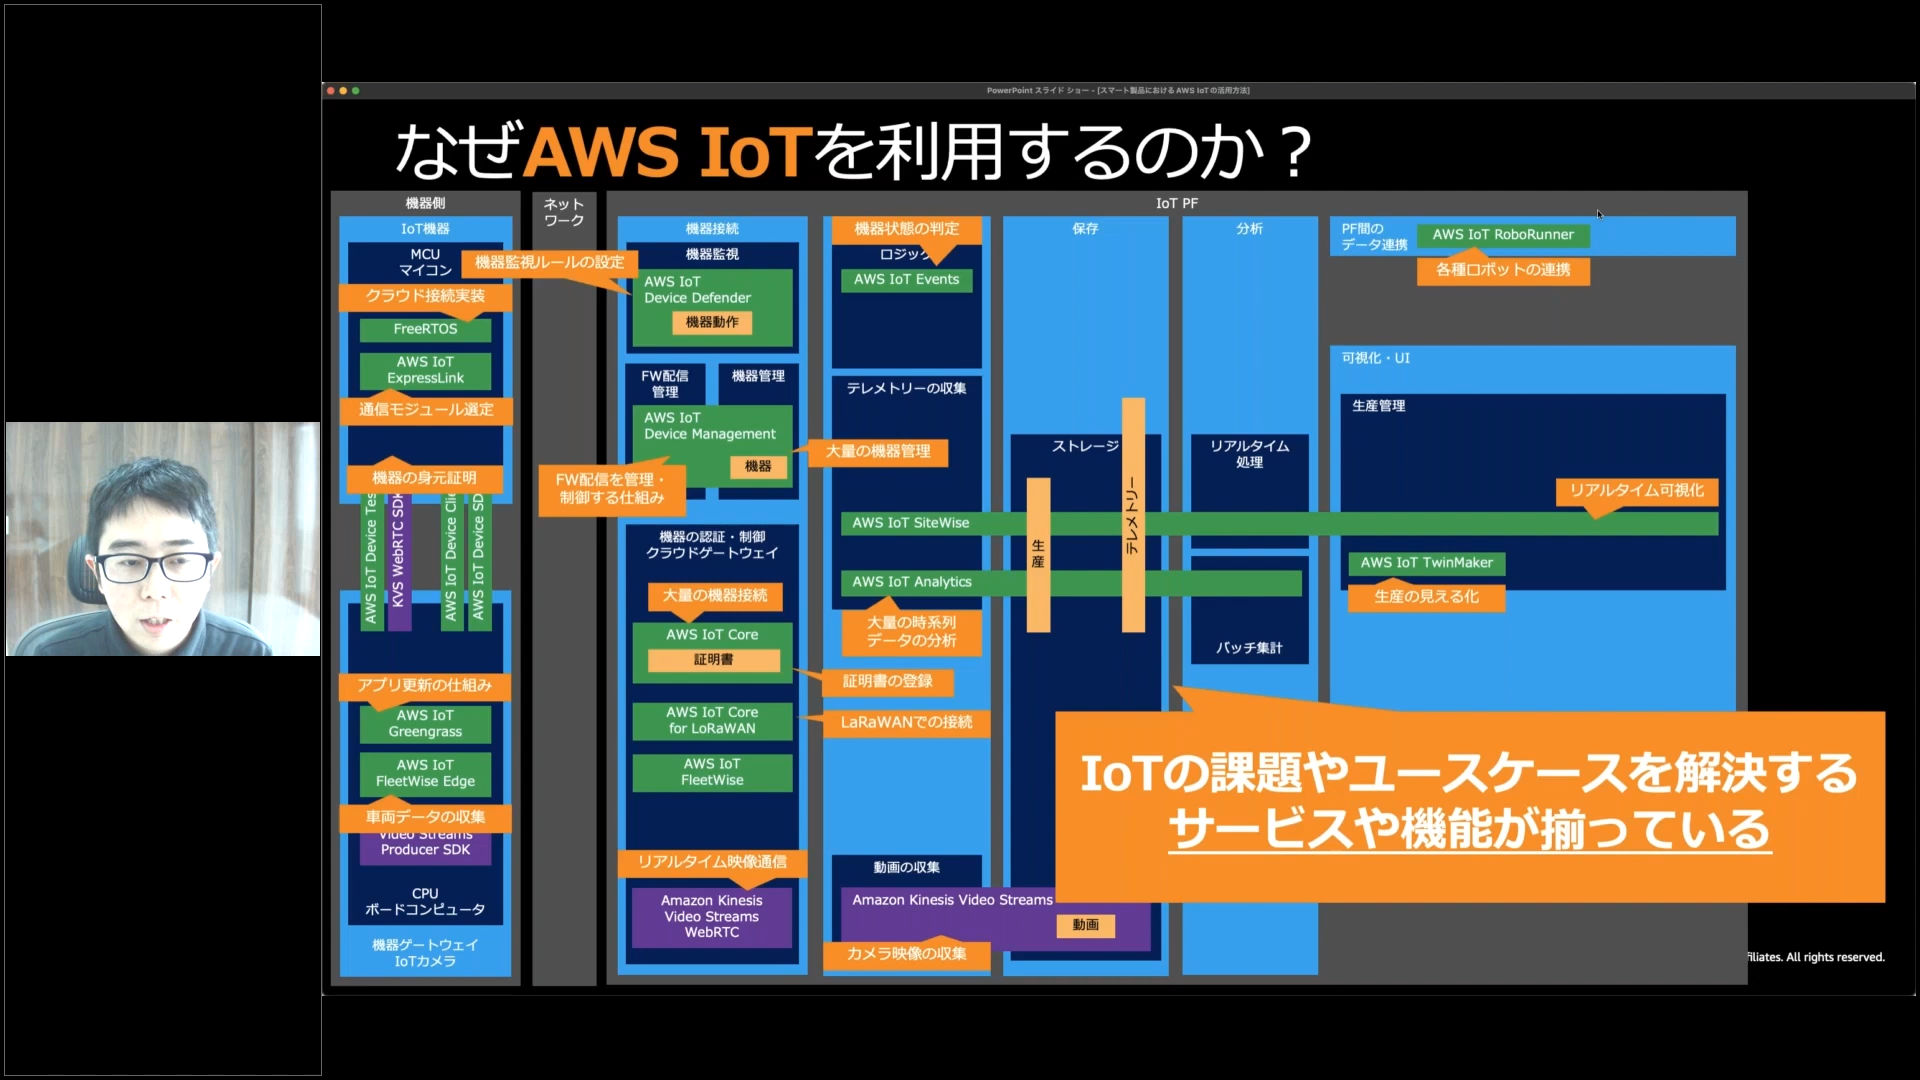 PowerPoint スライド ショー - [スマート製品における AWS IoT の活用方法]
なぜAWS IoTを利用するのか？
機器側
IoT機器
MCU
マイコン
クラウド接続実装
FreeRTOS
AWS IoT
ExpressLink
通信モジュール選定
機器の身元証明
AWS IoT Device Tes
KVS WebRTC SDK
AWS IoT Device Clie
AWS IoT Device SD
アプリ更新の仕組み
AWS IoT
Greengrass
AWS IoT
FleetWise Edge
車両データの収集
Video Streams
Producer SDK
CPU
ボードコンピュータ
機器ゲートウェイ
IoTカメラ
ネット
ワーク
IoT PF
機器接続
機器監視
機器監視ルールの設定
AWS IoT
Device Defender
機器動作
FW配信
管理
機器管理
AWS IoT
Device Management
機器
大量の機器管理
FW配信を管理・
制御する仕組み
機器の認証・制御
クラウドゲートウェイ
大量の機器接続
AWS IoT Core
証明書
証明書の登録
AWS IoT Core
for LoRaWAN
LaRaWANでの接続
AWS IoT
FleetWise
リアルタイム映像通信
Amazon Kinesis
Video Streams
WebRTC
機器状態の判定
ロジック
AWS IoT Events
テレメトリーの収集
AWS IoT SiteWise
AWS IoT Analytics
大量の時系列
データの分析
動画の収集
Amazon Kinesis Video Streams
動画
カメラ映像の収集
保存
ストレージ
生産
テレメトリー
分析
リアルタイム
処理
バッチ集計
PF間の
データ連携
AWS IoT RoboRunner
各種ロボットの連携
可視化・UI
生産管理
リアルタイム可視化
AWS IoT TwinMaker
生産の見える化
IoTの課題やユースケースを解決する
サービスや機能が揃っている
filiates. All rights reserved.